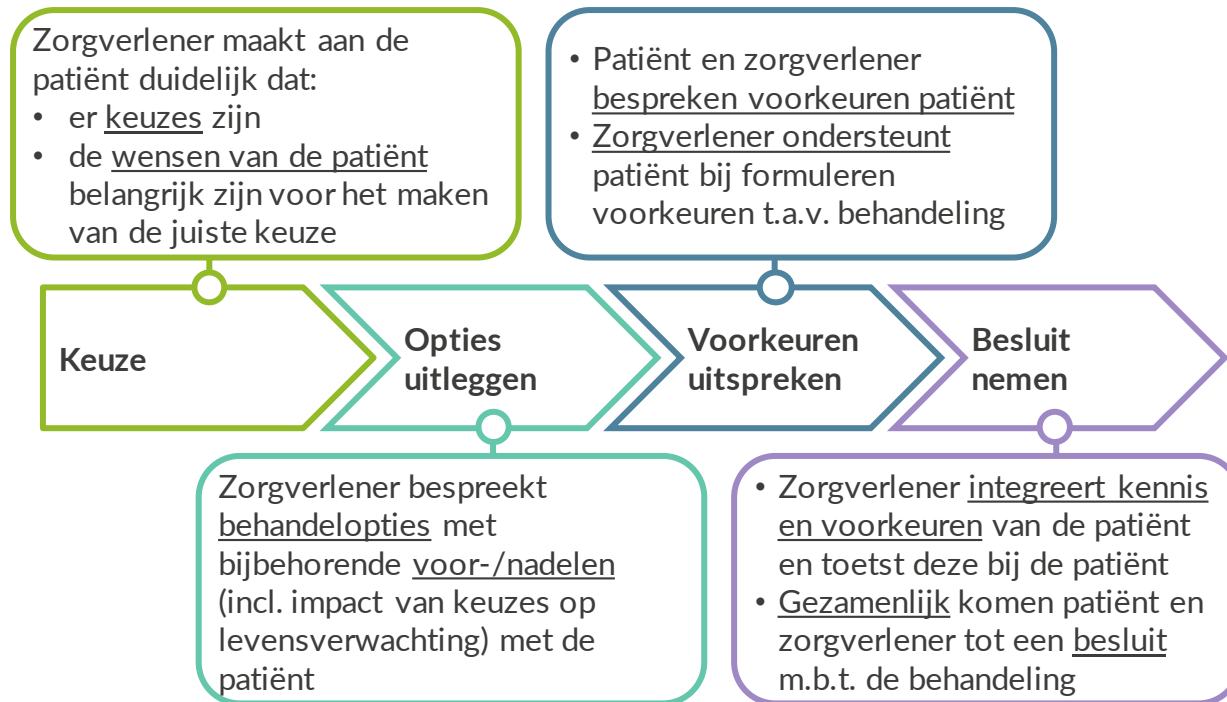 Zorgverlener maakt aan de
patiënt duidelijk dat:
• er keuzes zijn
• de wensen van de patiënt
belangrijk zijn voor het maken
van de juiste keuze
• Patiënt en zorgverlener
bespreken voorkeuren patiënt
• Zorgverlener ondersteunt
patiënt bij formuleren
voorkeuren t.a.v. behandeling
Keuze
Opties
uitleggen
Voorkeuren
uitspreken
Besluit
nemen
Zorgverlener bespreekt
behandelopties met
bijbehorende voor-/nadelen
(incl. impact van keuzes op
levensverwachting) met de
patiënt
• Zorgverlener integreert kennis
en voorkeuren van de patiënt
en toetst deze bij de patiënt
• Gezamenlijk komen patiënt en
zorgverlener tot een besluit
m.b.t. de behandeling